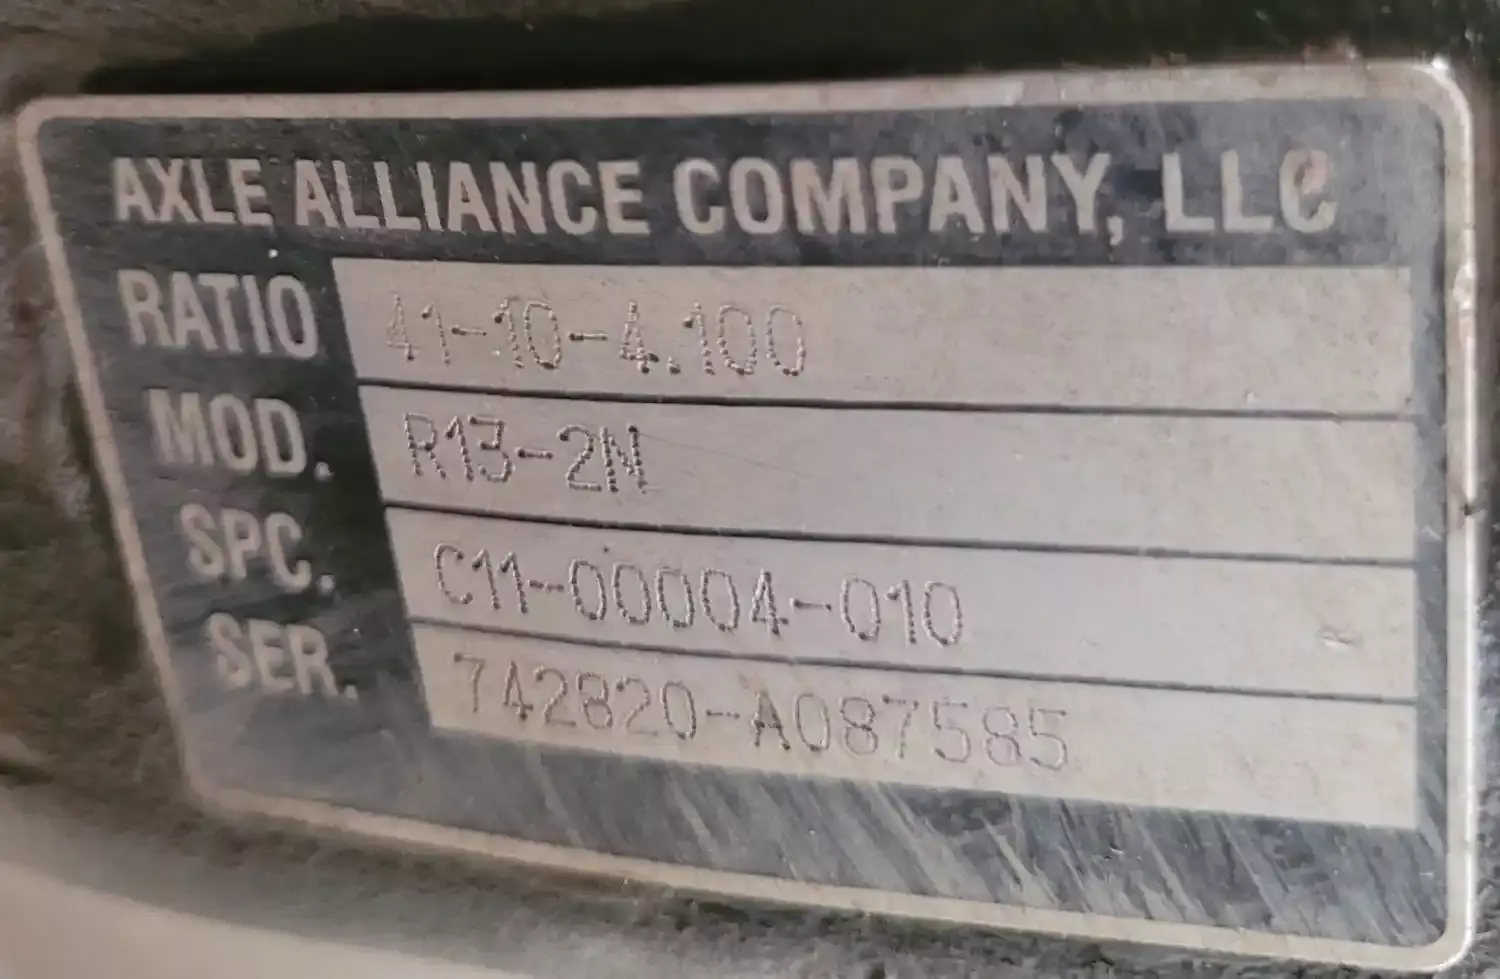 AXLE ALLIANCE COMPANY, LLC
RATIO 41-10-4.100
MOD. R13-2N
SPC. C11-00004-010
SER. 742820-A087585